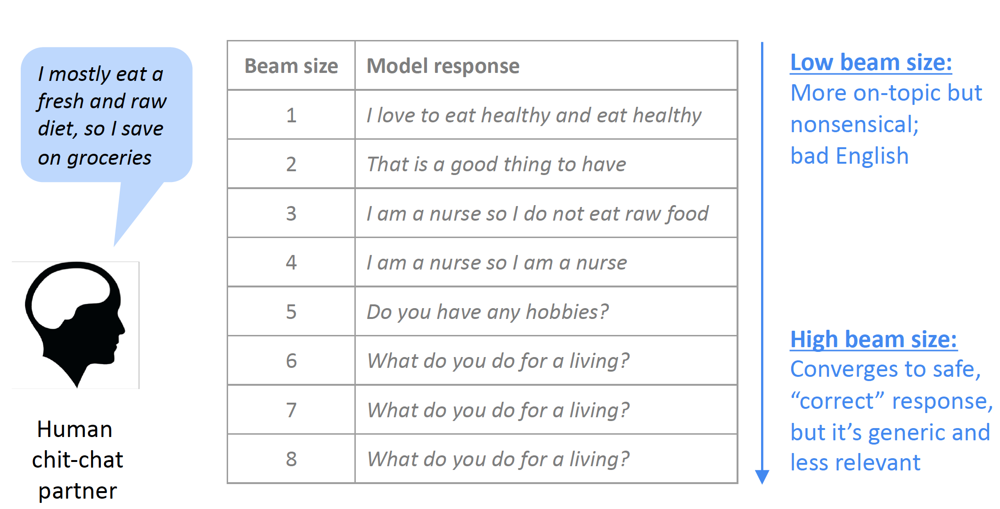 I mostly eat a
fresh and raw
diet, so I save
on groceries
Human
chit-chat
partner
Beam size Model response
1 I love to eat healthy and eat healthy
2 That is a good thing to have
3 I am a nurse so I do not eat raw food
4 I am a nurse so I am a nurse
5 Do you have any hobbies?
6 What do you do for a living?
7 What do you do for a living?
8 What do you do for a living?
Low beam size:
More on-topic but
nonsensical;
bad English
High beam size:
Converges to safe,
“correct” response,
but it’s generic and
less relevant